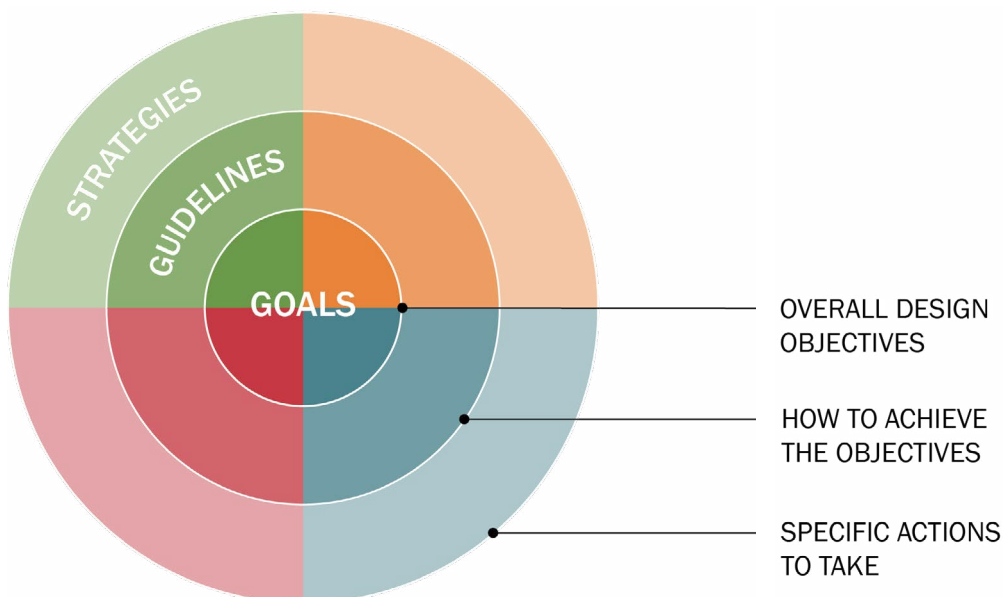 STRATEGIES
GUIDELINES
GOALS
OVERALL DESIGN
OBJECTIVES
HOW TO ACHIEVE
THE OBJECTIVES
SPECIFIC ACTIONS
TO TAKE